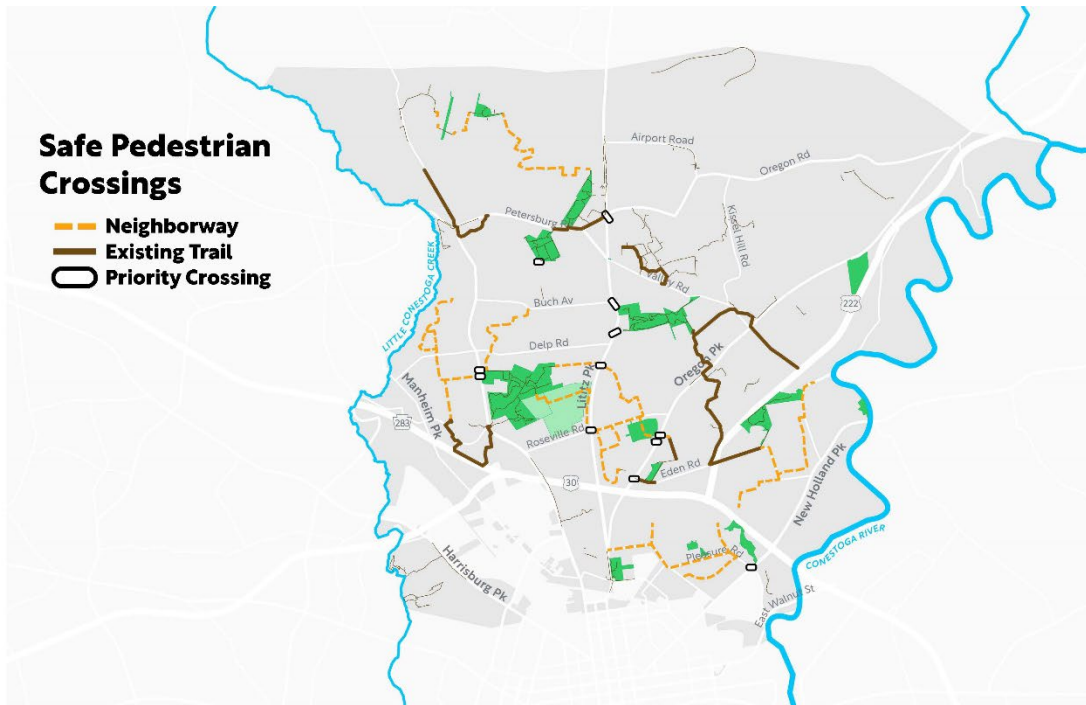 Safe Pedestrian
Crossings
Neighborway
Existing Trail
Priority Crossing
Airport Road
Oregon Rd
Kissel Hill Rd
Petersburg
Valley Rd
LITTLE CONESTOGA CREEK
Buch Av
222
Delp Rd
Oregon Pk
Lititz Pk
Manheim Pk
283
Roseville Rd
Eden Rd
30
New Holland Pk
Pleasure Rd
CONESTOGA RIVER
Harrisburg Pk
East Walnut St